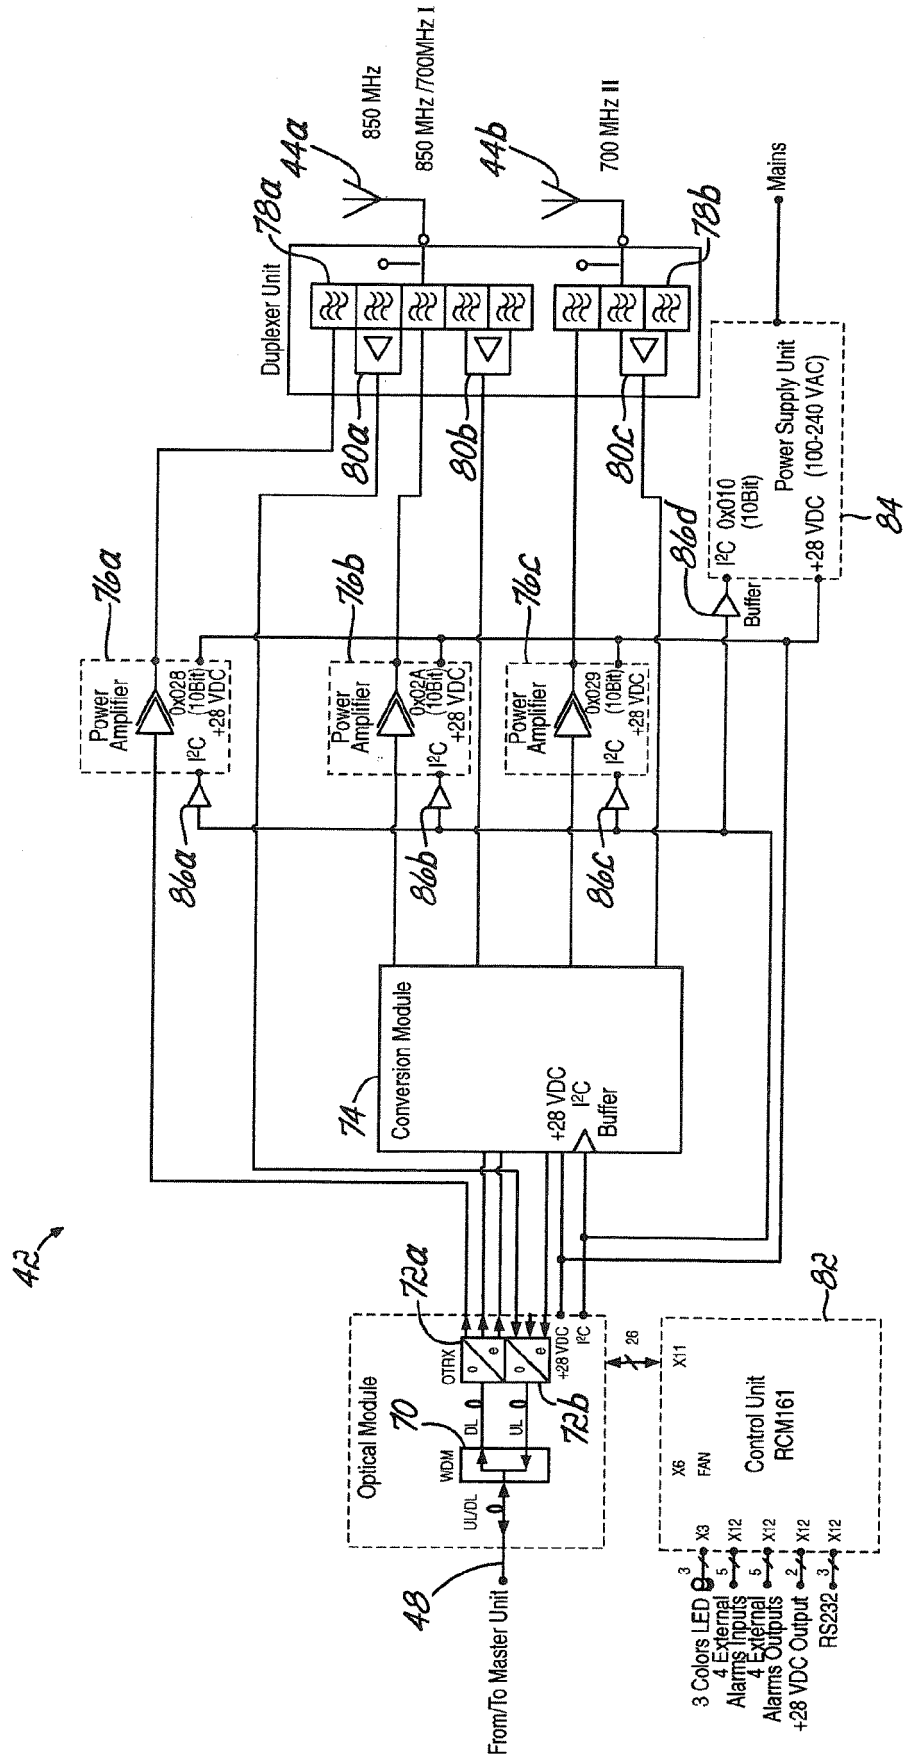 42
From/To Master Unit
48
Optical Module
70
WDM
UL/DL
DL
UL
OTRX
0
e
0
e
72a
72b
+28 VDC
I²C
26
74
Conversion Module
+28 VDC
I²C
Buffer
82
Control Unit
RCM161
X6
FAN
X11
X3
X12
X12
X12
X12
3
5
5
2
3
3 Colors LED
4 External
Alarms Inputs
4 External
Alarms Outputs
+28 VDC Output
RS232
76a
Power
Amplifier
0x028
(10Bit)
+28 VDC
I²C
86a
76b
Power
Amplifier
0x02A
(10Bit)
+28 VDC
I²C
86b
76c
Power
Amplifier
0x029
(10Bit)
+28 VDC
I²C
86c
86d
Buffer
I²C 0x010
(10Bit)
Power Supply Unit
+28 VDC (100-240 VAC)
84
Mains
Duplexer Unit
78a
78b
80a
80b
80c
44a
44b
850 MHz
850 MHz /700MHz I
700 MHz II